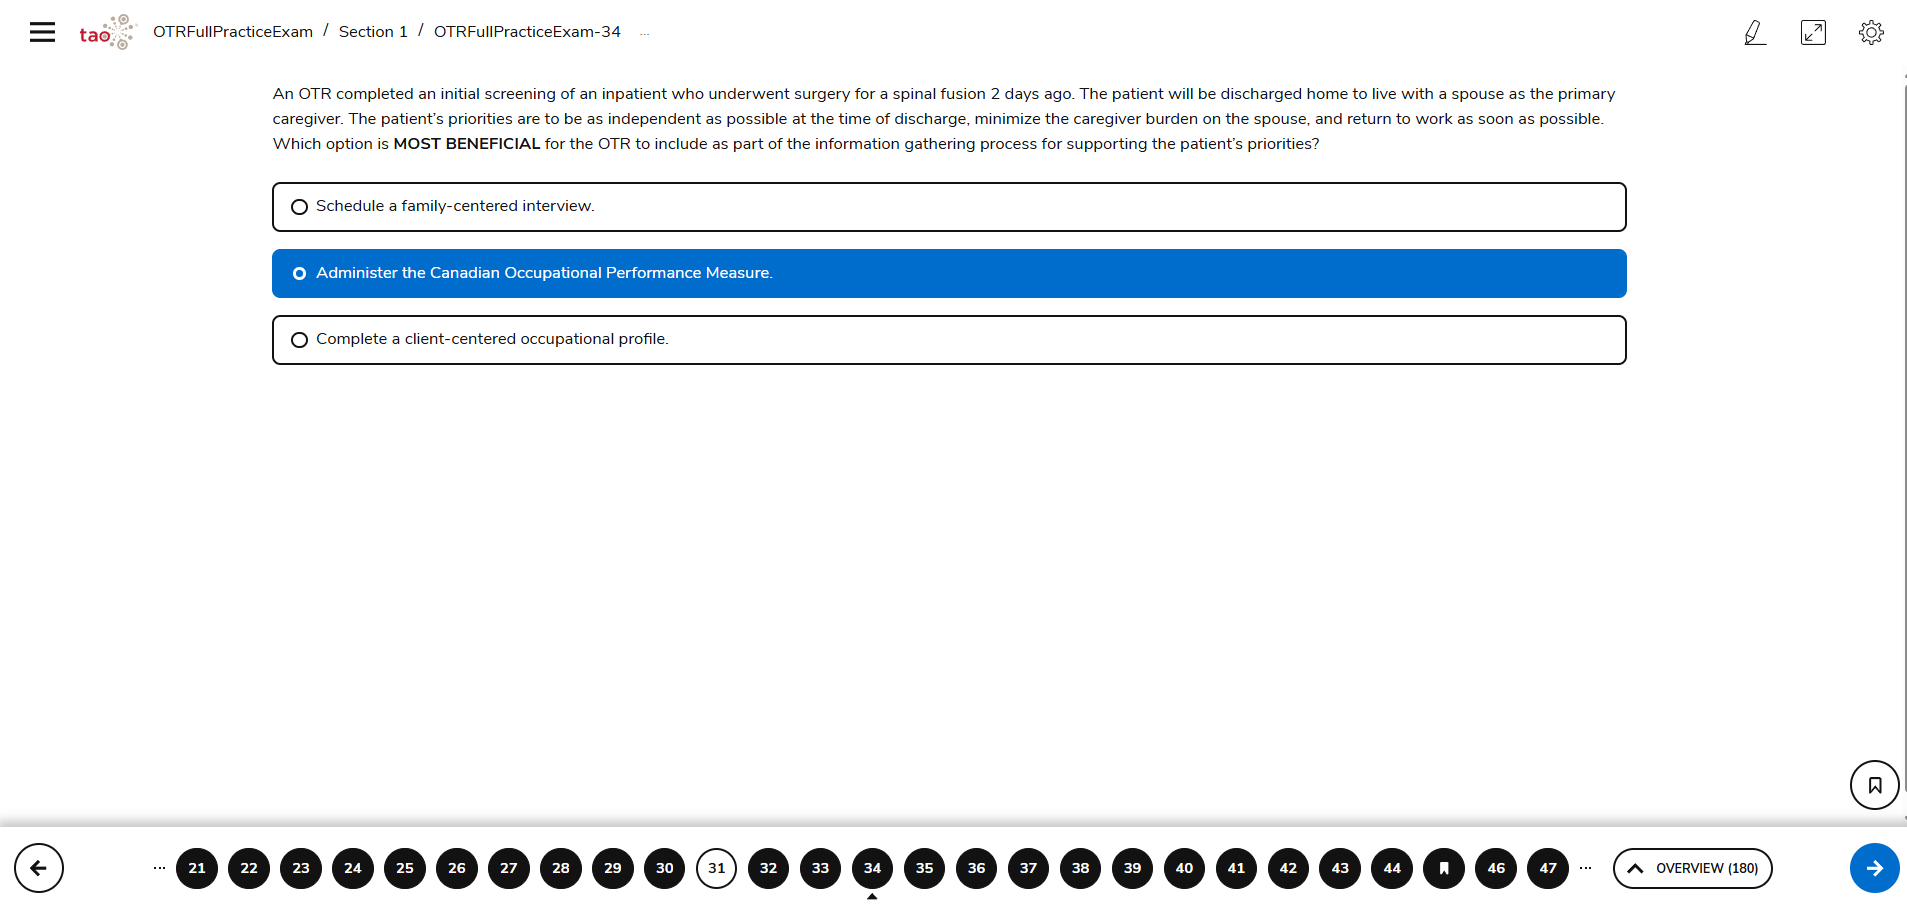 tao
OTRFullPracticeExam / Section 1 / OTRFullPracticeExam-34 ...
An OTR completed an initial screening of an inpatient who underwent surgery for a spinal fusion 2 days ago. The patient will be discharged home to live with a spouse as the primary
caregiver. The patient’s priorities are to be as independent as possible at the time of discharge, minimize the caregiver burden on the spouse, and return to work as soon as possible.
Which option is MOST BENEFICIAL for the OTR to include as part of the information gathering process for supporting the patient’s priorities?
Schedule a family-centered interview.
Administer the Canadian Occupational Performance Measure.
Complete a client-centered occupational profile.
... 21 22 23 24 25 26 27 28 29 30 31 32 33 34 35 36 37 38 39 40 41 42 43 44 46 47 ... OVERVIEW (180)